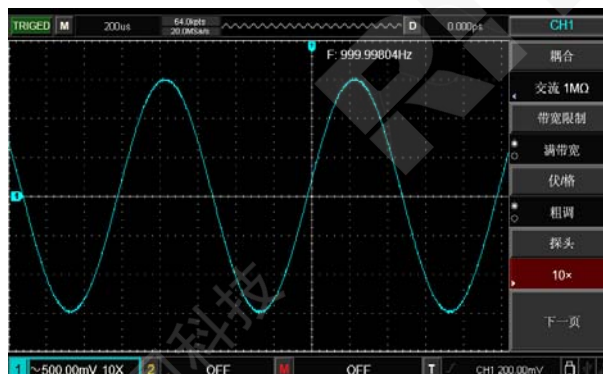 TRIGED M 200us 64.0kpts 20.0MSa/s D 0.000ps CH1
F: 999.99804Hz
耦合
交流 1MΩ
带宽限制
满带宽
伏/格
粗调
探头
10×
下一页
1 ~500.00mV 10X 2 OFF M OFF T CH1 200.00mV
科技